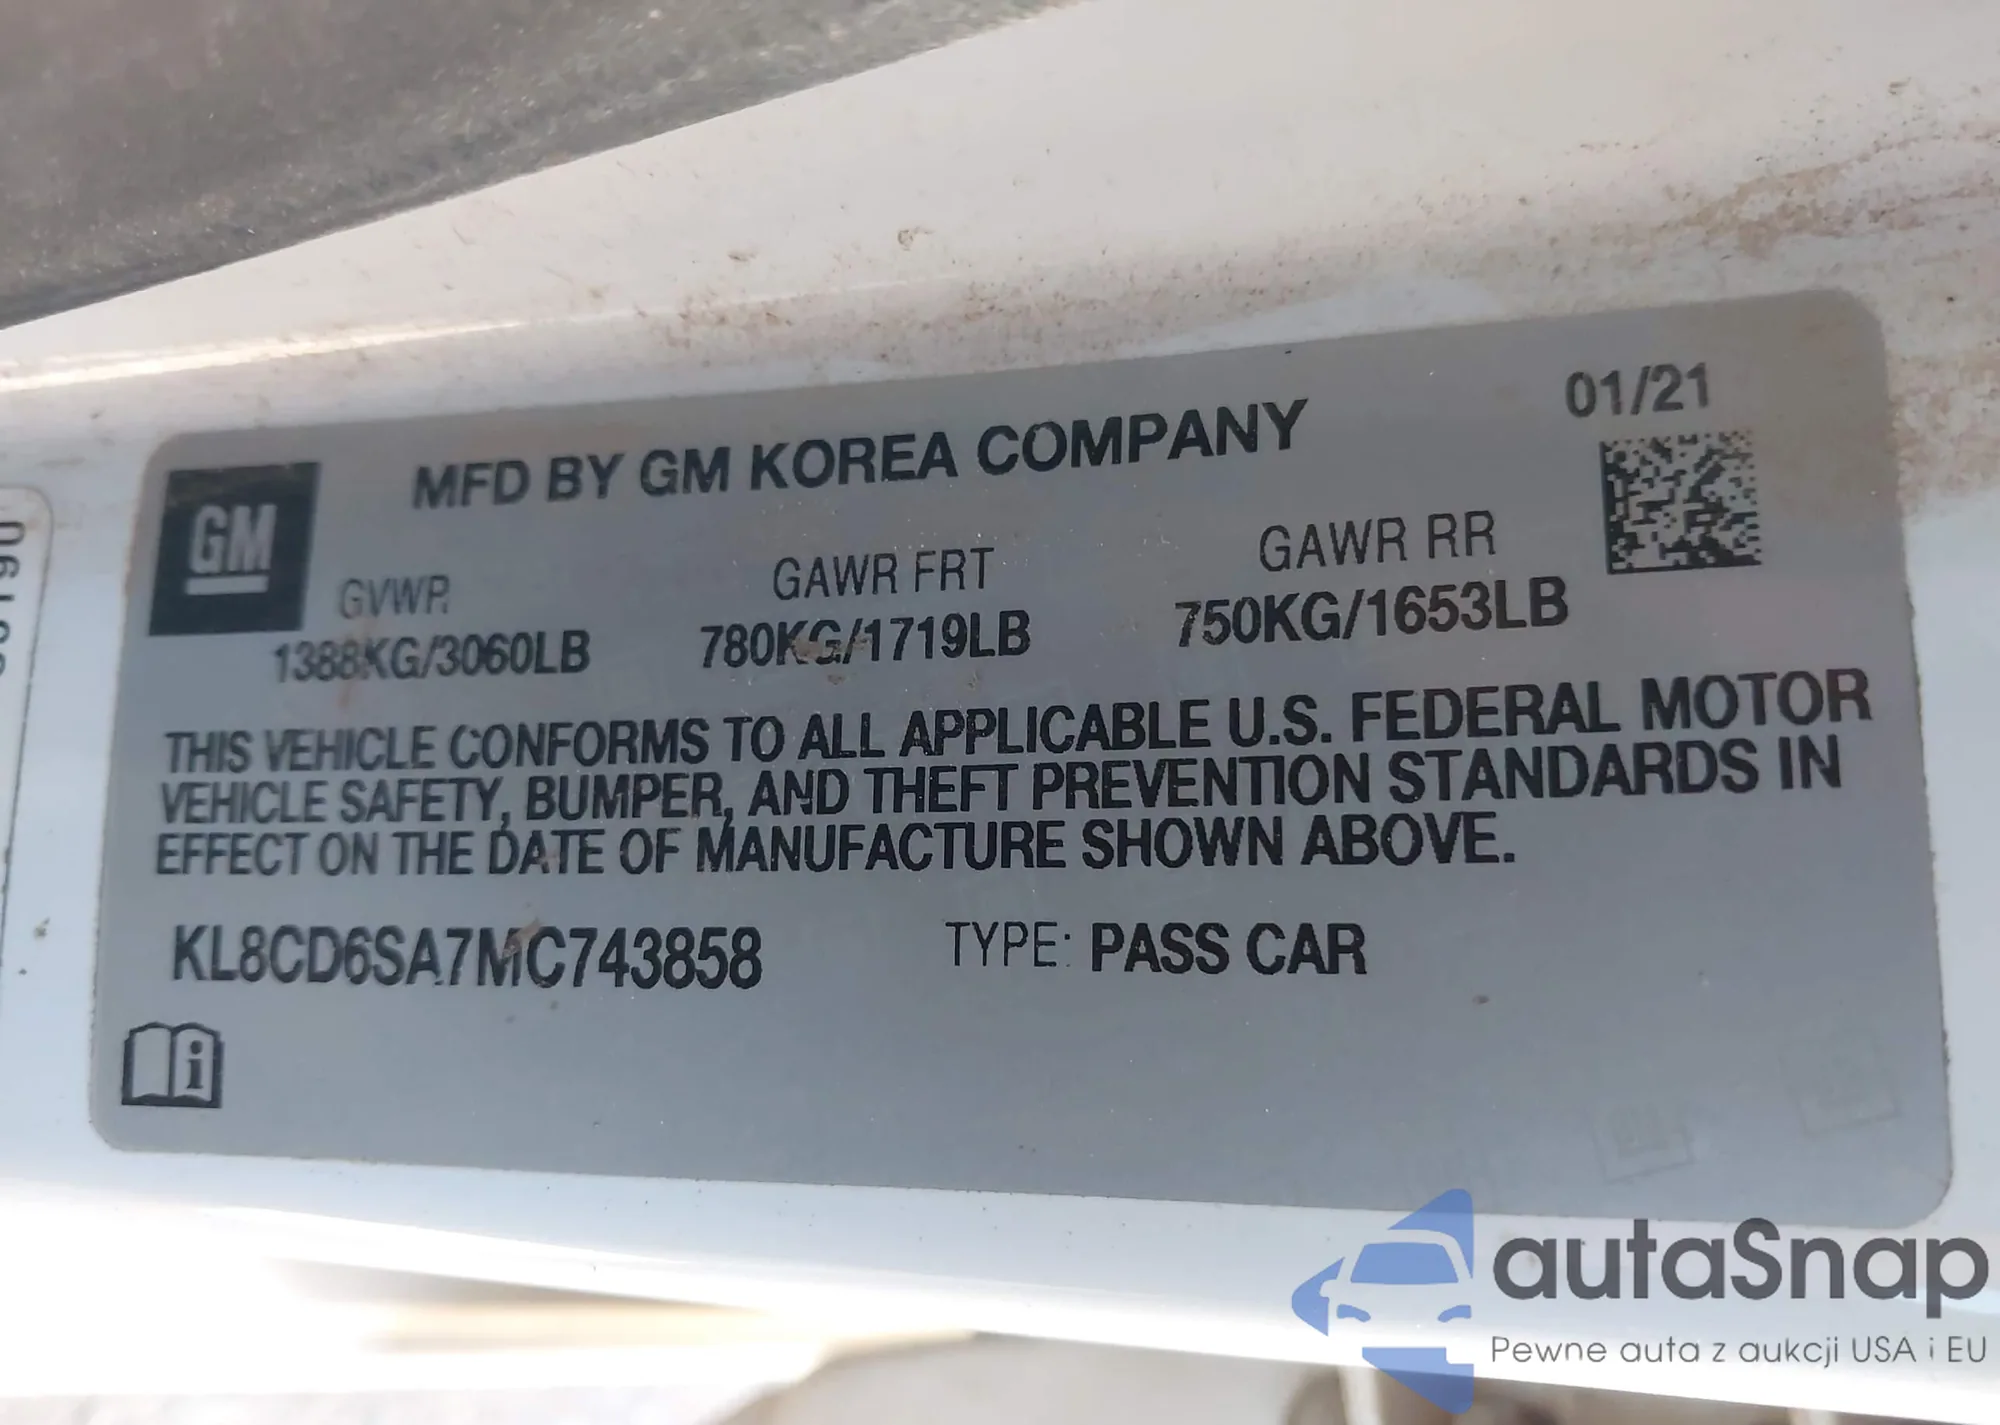 MFD BY GM KOREA COMPANY
01/21
GM
GVWR
GAWR FRT
GAWR RR
1388KG/3060LB
780KG/1719LB
750KG/1653LB
THIS VEHICLE CONFORMS TO ALL APPLICABLE U.S. FEDERAL MOTOR
VEHICLE SAFETY, BUMPER, AND THEFT PREVENTION STANDARDS IN
EFFECT ON THE DATE OF MANUFACTURE SHOWN ABOVE.
KL8CD6SA7MC743858
TYPE: PASS CAR
i
autaSnap
Pewne auta z aukcji USA i EU